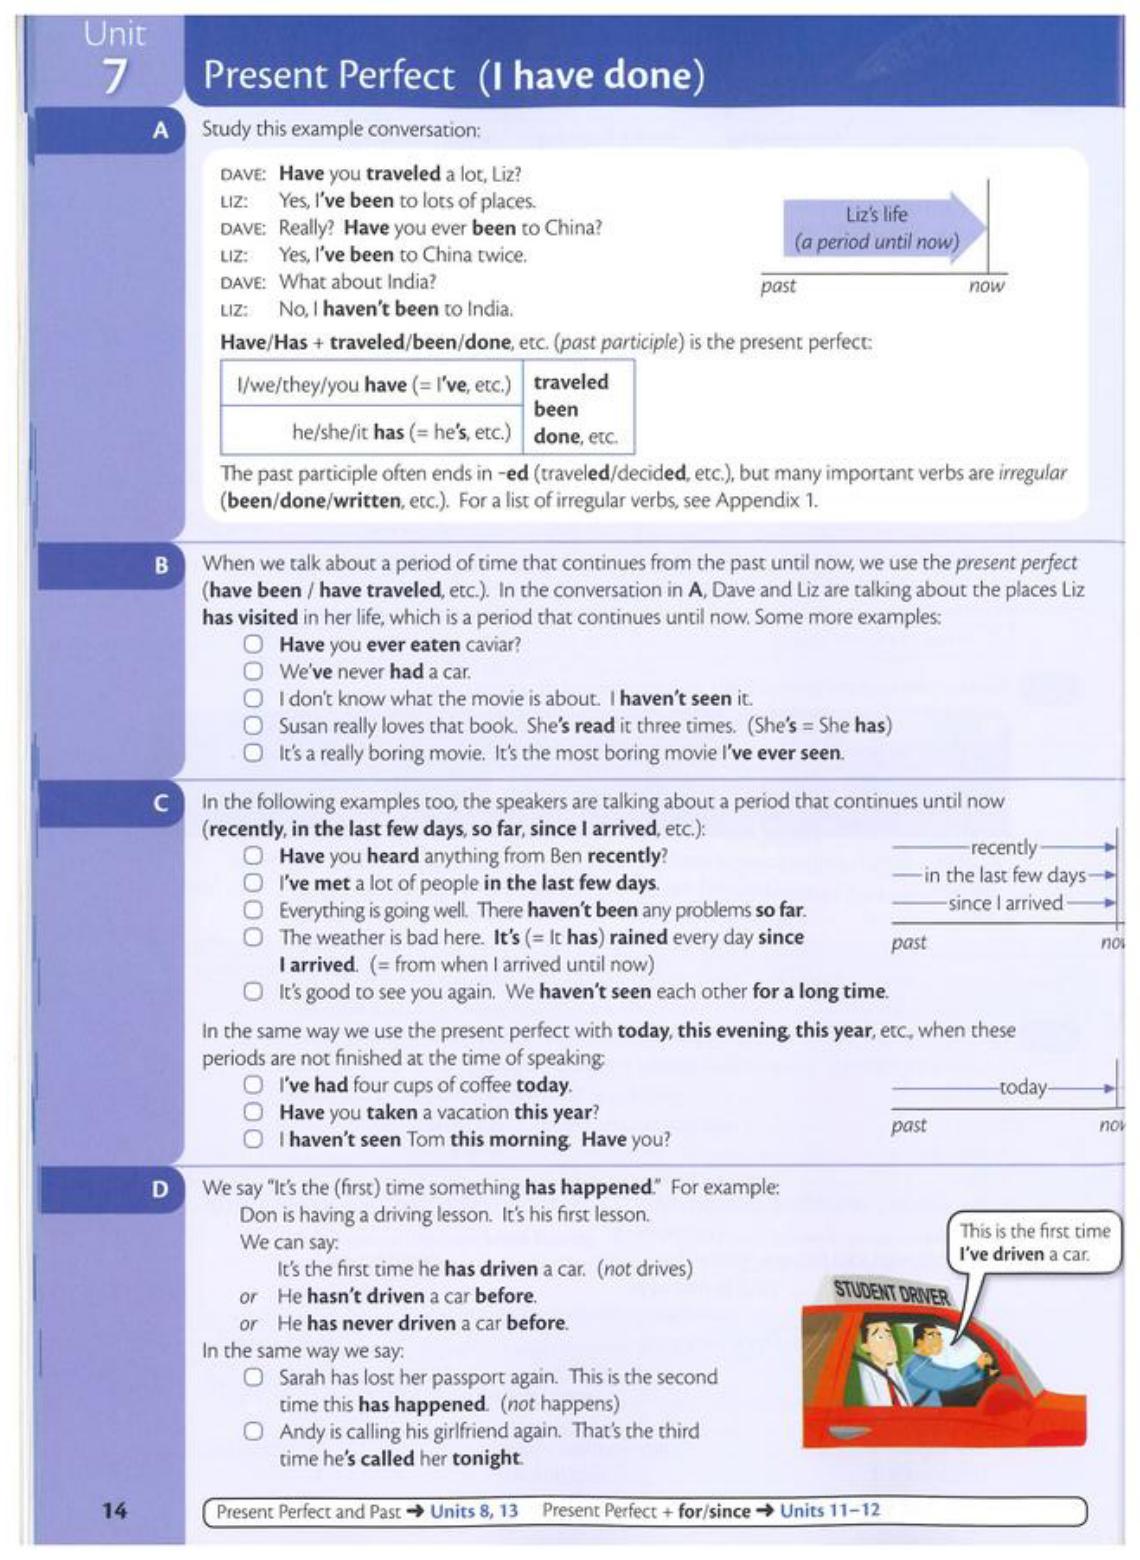 Unit
7
Present Perfect (I have done)
A
Study this example conversation:
DAVE: Have you traveled a lot, Liz?
LIZ: Yes, I've been to lots of places.
DAVE: Really? Have you ever been to China?
LIZ: Yes, I've been to China twice.
DAVE: What about India?
LIZ: No, I haven't been to India.
Liz's life
(a period until now)
past now
Have/Has + traveled/been/done, etc. (past participle) is the present perfect:
I/we/they/you have (= I've, etc.)
he/she/it has (= he's, etc.)
traveled
been
done, etc.
The past participle often ends in -ed (traveled/decided, etc.), but many important verbs are irregular
(been/done/written, etc.). For a list of irregular verbs, see Appendix 1.
B
When we talk about a period of time that continues from the past until now, we use the present perfect
(have been / have traveled, etc.). In the conversation in A, Dave and Liz are talking about the places Liz
has visited in her life, which is a period that continues until now. Some more examples:
Have you ever eaten caviar?
We've never had a car.
I don't know what the movie is about. I haven't seen it.
Susan really loves that book. She's read it three times. (She's = She has)
It's a really boring movie. It's the most boring movie I've ever seen.
C
In the following examples too, the speakers are talking about a period that continues until now
(recently, in the last few days, so far, since I arrived, etc.):
Have you heard anything from Ben recently?
I've met a lot of people in the last few days.
Everything is going well. There haven't been any problems so far.
The weather is bad here. It's (= It has) rained every day since
I arrived. (= from when I arrived until now)
It's good to see you again. We haven't seen each other for a long time.
recently
in the last few days
since I arrived
past no
In the same way we use the present perfect with today, this evening, this year, etc., when these
periods are not finished at the time of speaking:
I've had four cups of coffee today.
Have you taken a vacation this year?
I haven't seen Tom this morning. Have you?
today
past no
D
We say "It's the (first) time something has happened." For example:
Don is having a driving lesson. It's his first lesson.
We can say:
It's the first time he has driven a car. (not drives)
or He hasn't driven a car before.
or He has never driven a car before.
In the same way we say:
Sarah has lost her passport again. This is the second
time this has happened. (not happens)
Andy is calling his girlfriend again. That's the third
time he's called her tonight.
This is the first time
I've driven a car.
STUDENT DRIVER
14
Present Perfect and Past → Units 8, 13 Present Perfect + for/since → Units 11–12